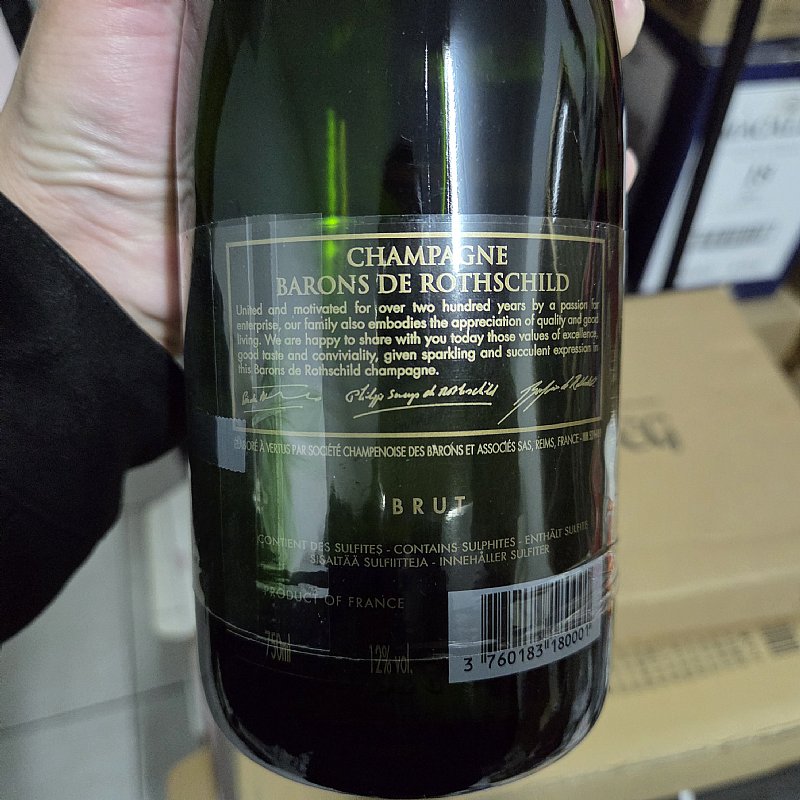 CHAMPAGNE
BARONS DE ROTHSCHILD
United and motivated for over two hundred years by a passion for
enterprise, our family also embodies the appreciation of quality and good
living. We are happy to share with you today those values of excellence,
good taste and conviviality, given sparkling and succulent expression in
this Barons de Rothschild champagne.
de Rothschild
ÉLABORÉ À VERTUS PAR SOCIÉTÉ CHAMPENOISE DES BARONS ET ASSOCIÉS SAS, REIMS, FRANCE
BRUT
CONTIENT DES SULFITES - CONTAINS SULPHITES - ENTHÄLT SULFITE
SISÄLTÄÄ SULFIITTEJA - INNEHÅLLER SULFITER
PRODUCT OF FRANCE
750ml 12% vol.
3 760183 180001
18